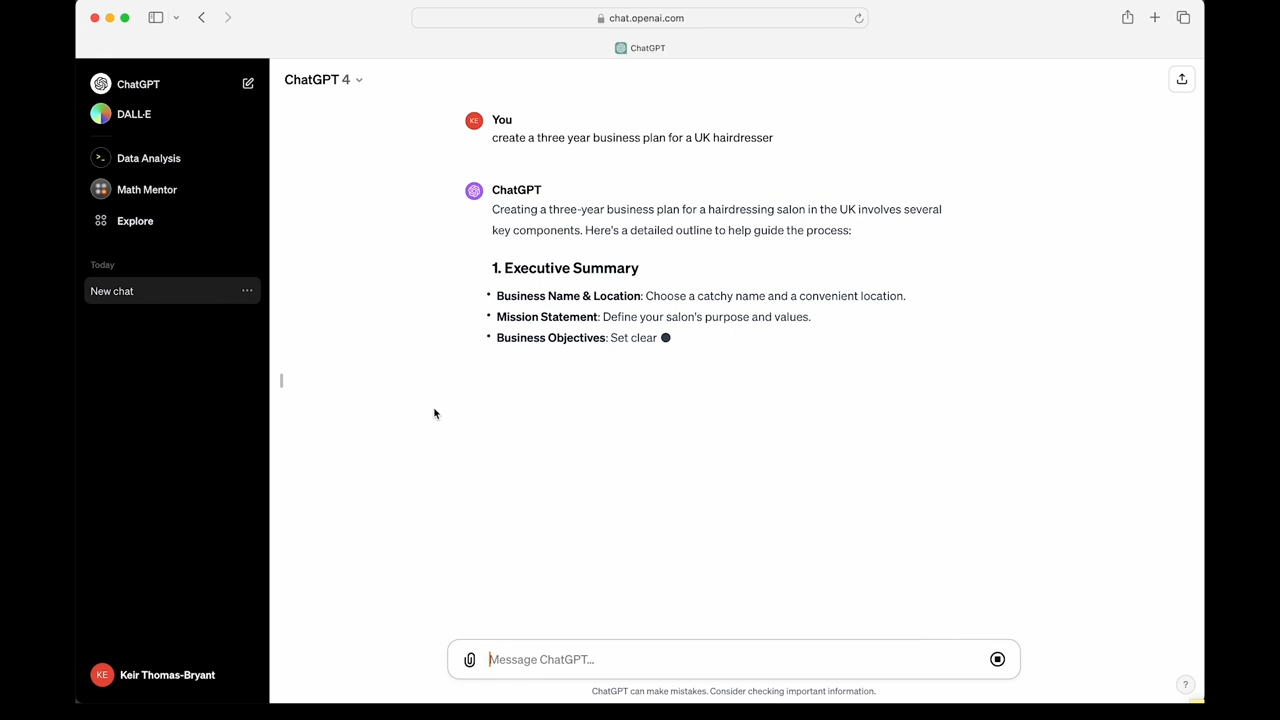 chat.openai.com
ChatGPT
ChatGPT
DALL·E
Data Analysis
Math Mentor
Explore
Today
New chat
Keir Thomas-Bryant
KE
ChatGPT 4
KE
You
create a three year business plan for a UK hairdresser
ChatGPT
Creating a three-year business plan for a hairdressing salon in the UK involves several
key components. Here's a detailed outline to help guide the process:
1. Executive Summary
• Business Name & Location: Choose a catchy name and a convenient location.
• Mission Statement: Define your salon's purpose and values.
• Business Objectives: Set clear
Message ChatGPT...
ChatGPT can make mistakes. Consider checking important information.
?